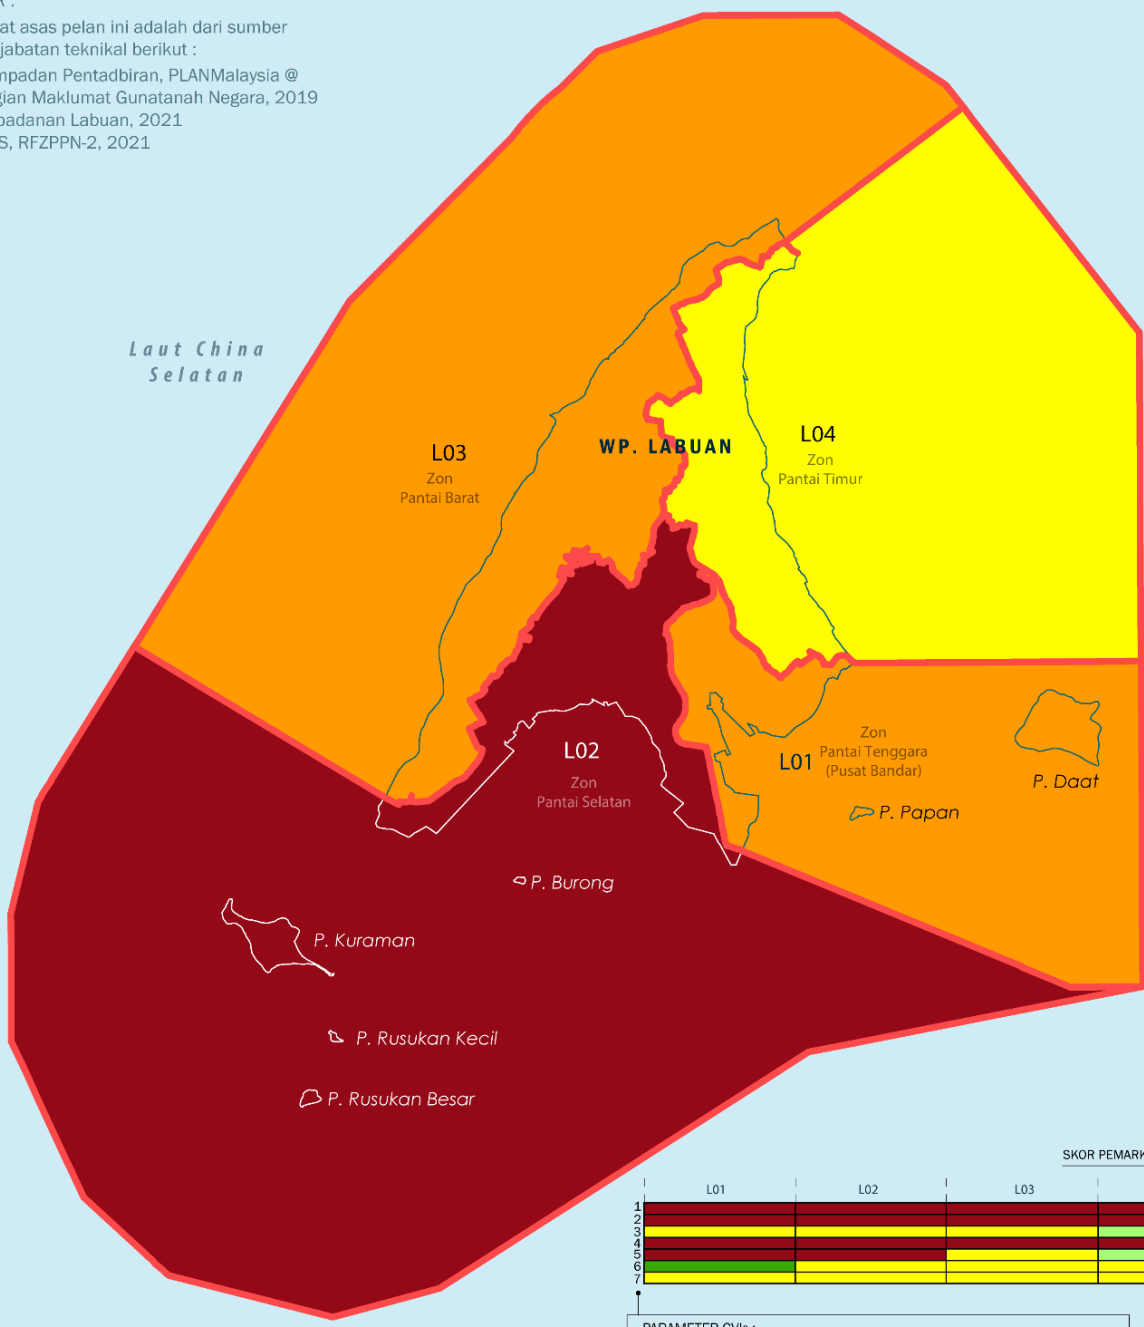 at asas pelan ini adalah dari sumber
jabatan teknikal berikut :
mpadan Pentadbiran, PLANMalaysia @
gian Maklumat Gunatanah Negara, 2019
padanan Labuan, 2021
S, RFZPPN-2, 2021
Laut China
Selatan
L03
Zon
Pantai Barat
WP. LABUAN
L04
Zon
Pantai Timur
L02
Zon
Pantai Selatan
L01
Zon
Pantai Tenggara
(Pusat Bandar)
P. Daat
P. Papan
P. Burong
P. Kuraman
P. Rusukan Kecil
P. Rusukan Besar
SKOR PEMARK
L01 L02 L03
1
2
3
4
5
6
7